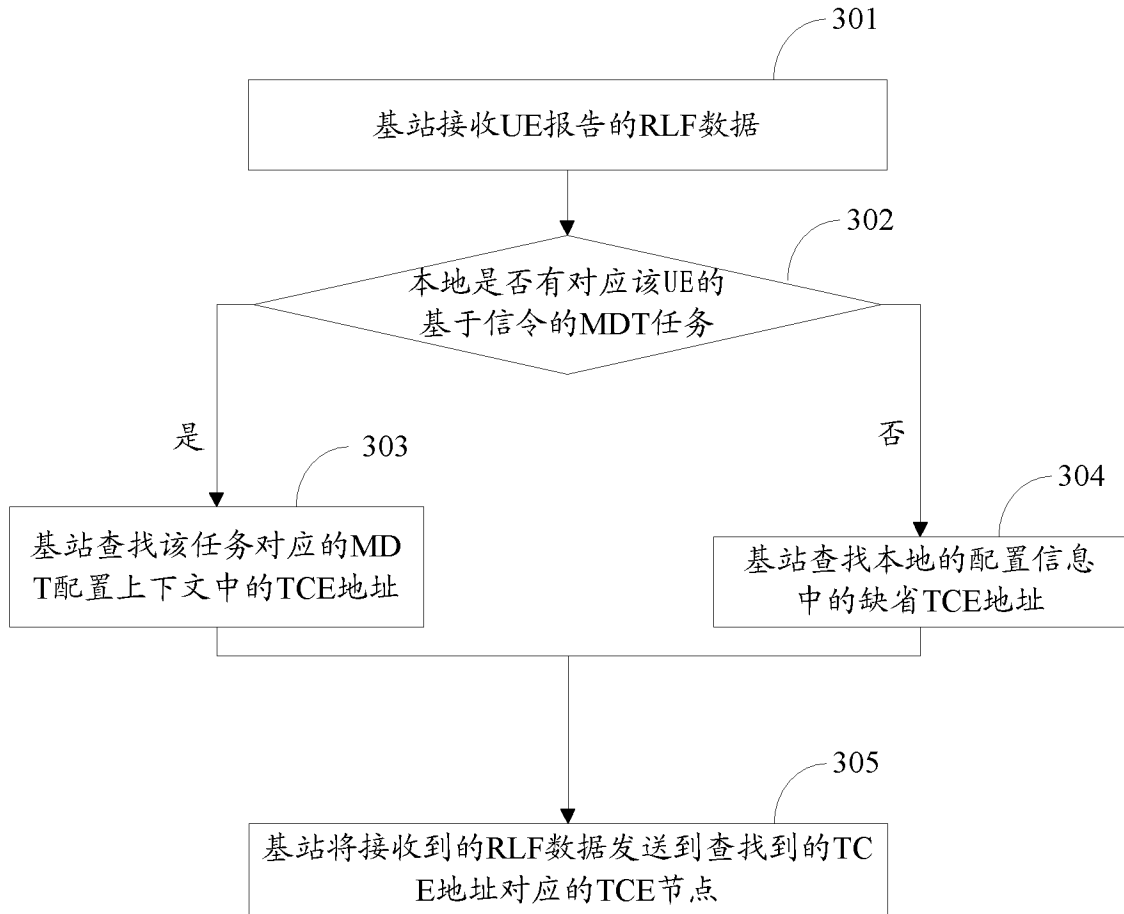 301
基站接收UE报告的RLF数据
302
本地是否有对应该UE的
基于信令的MDT任务
是
否
303
304
基站查找该任务对应的MD
T配置上下文中的TCE地址
基站查找本地的配置信息
中的缺省TCE地址
305
基站将接收到的RLF数据发送到查找到的TC
E地址对应的TCE节点